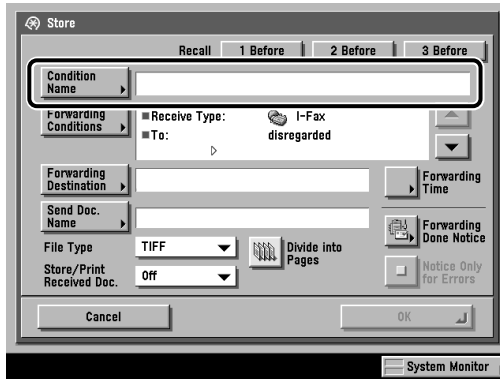 Store
Recall 1 Before 2 Before 3 Before
Condition
Name
Forwarding
Conditions
Receive Type: I-Fax
To: disregarded
Forwarding
Destination
Forwarding
Time
Send Doc.
Name
Forwarding
Done Notice
File Type TIFF
Divide into
Pages
Store/Print
Received Doc.
Off
Notice Only
for Errors
Cancel OK
System Monitor